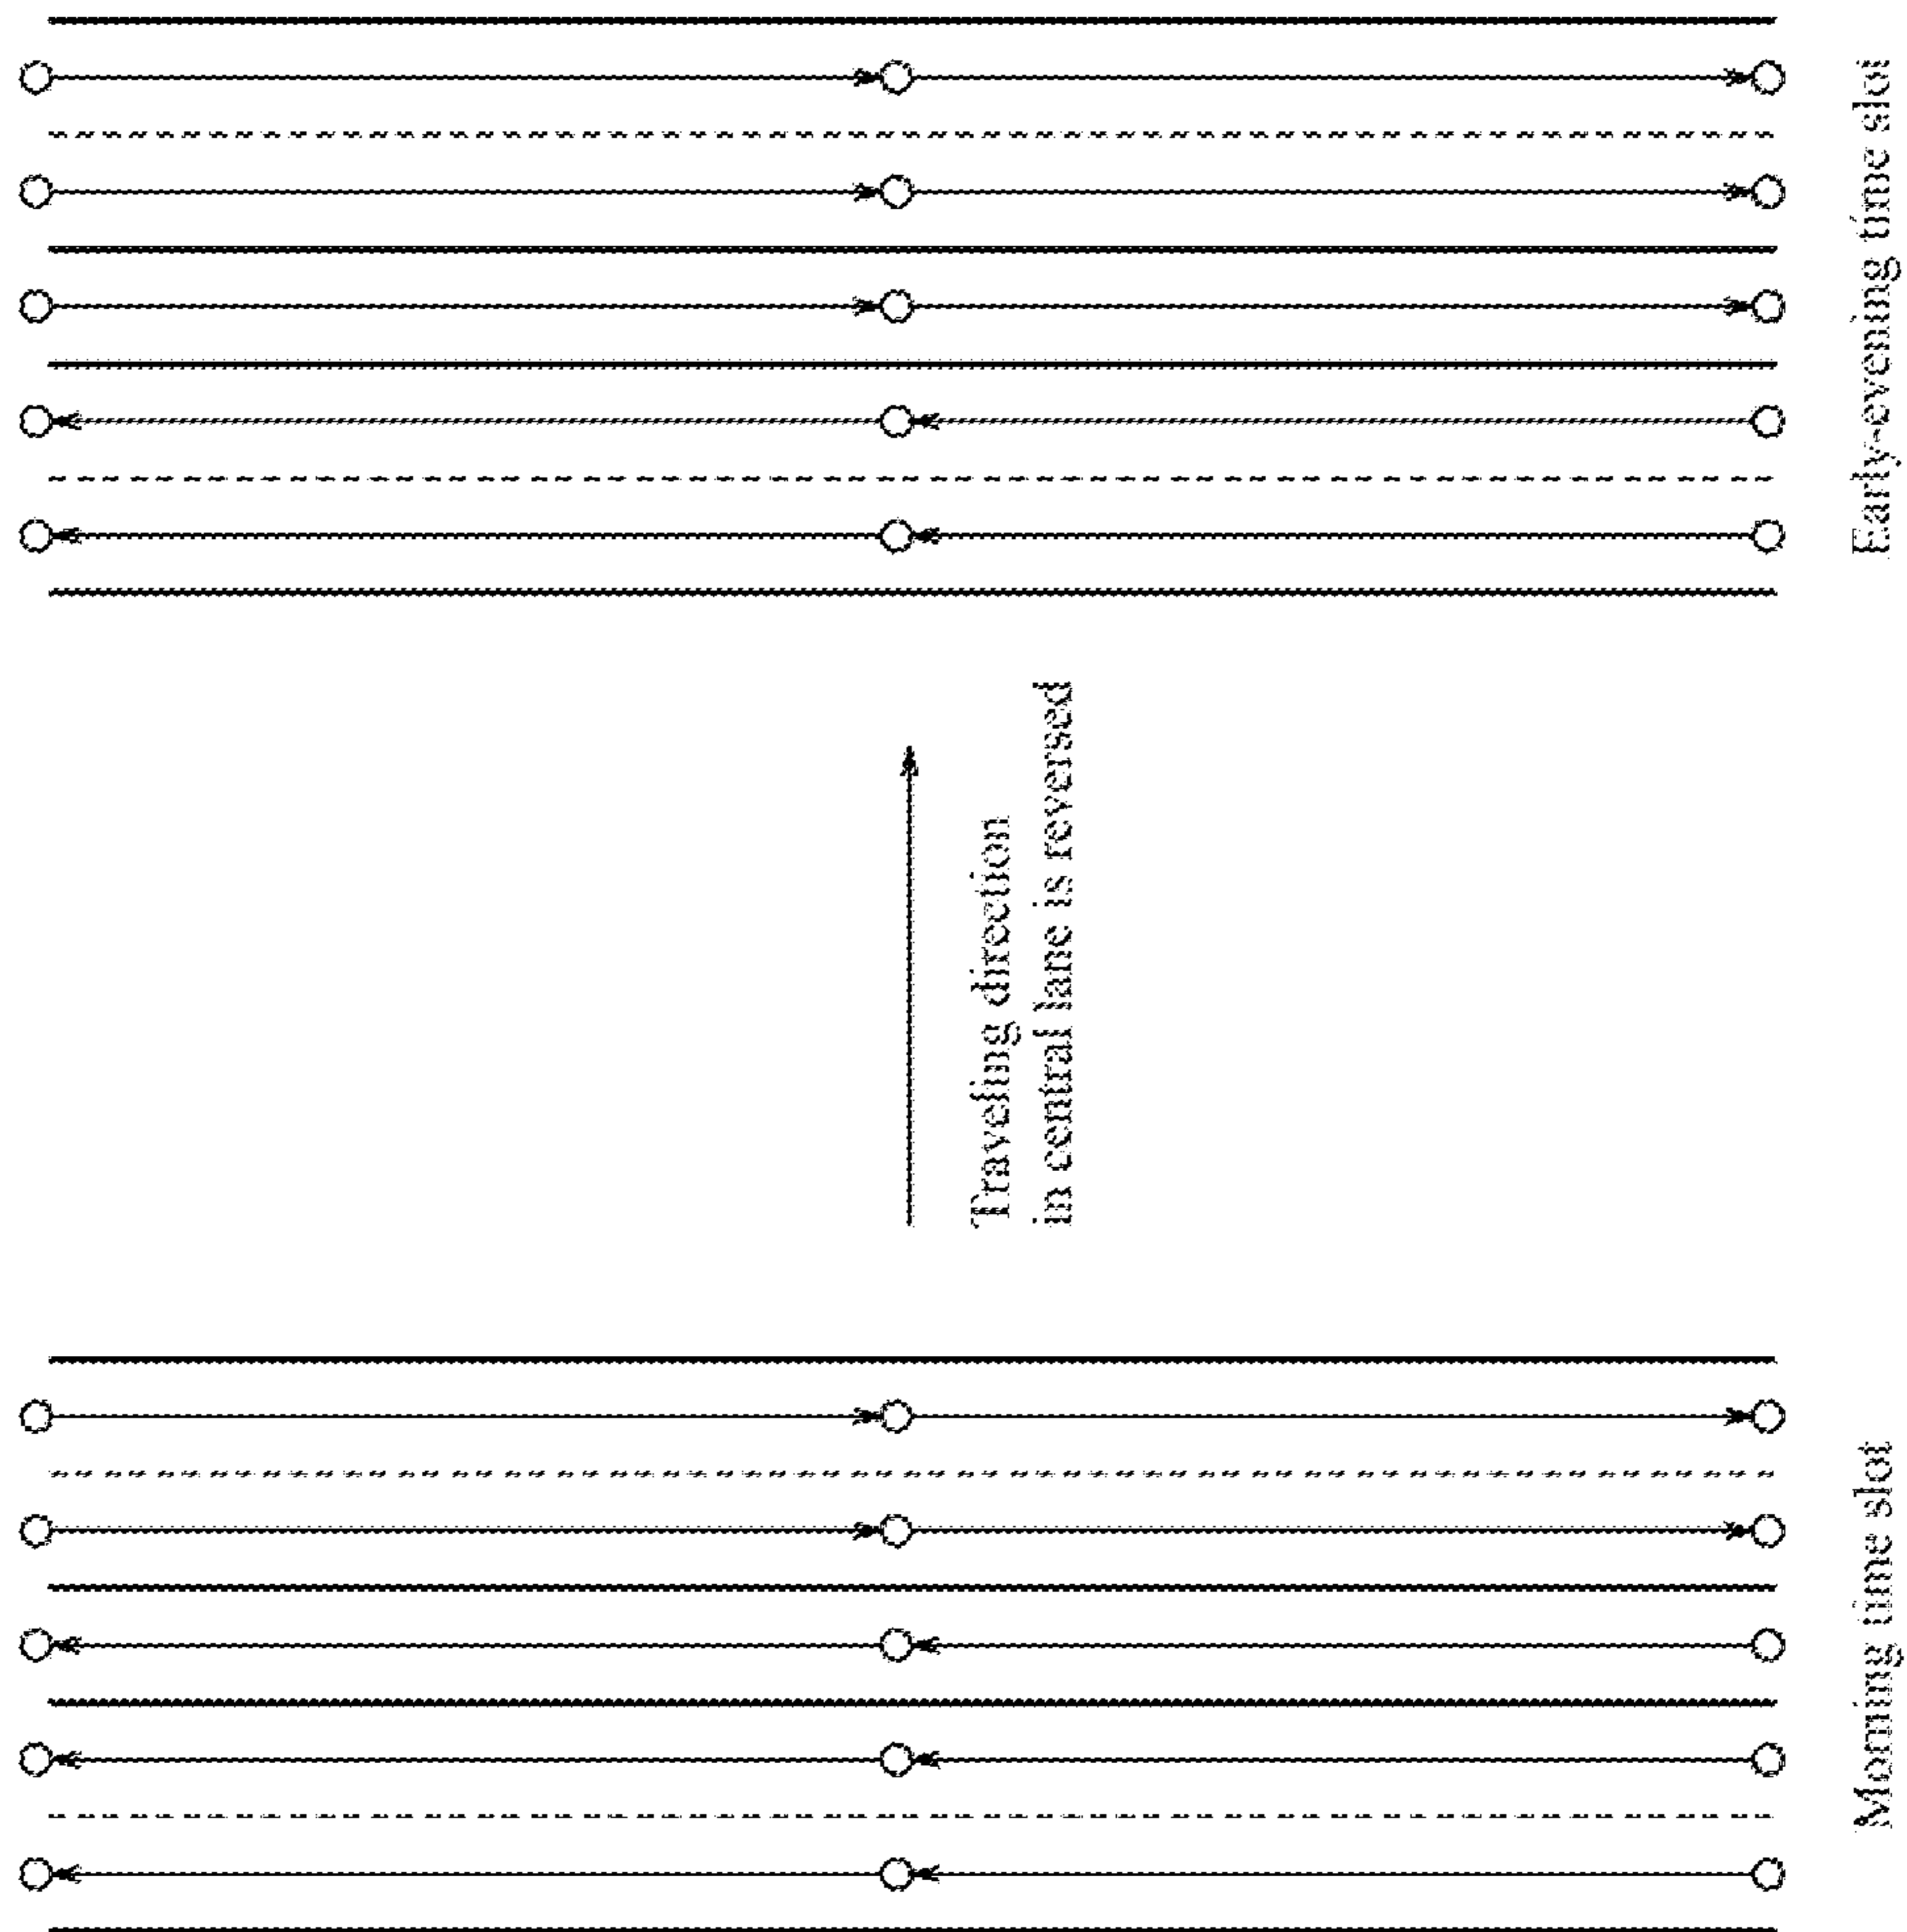 Morning time slot
Traveling direction
in central lane is reversed
Early-evening time slot